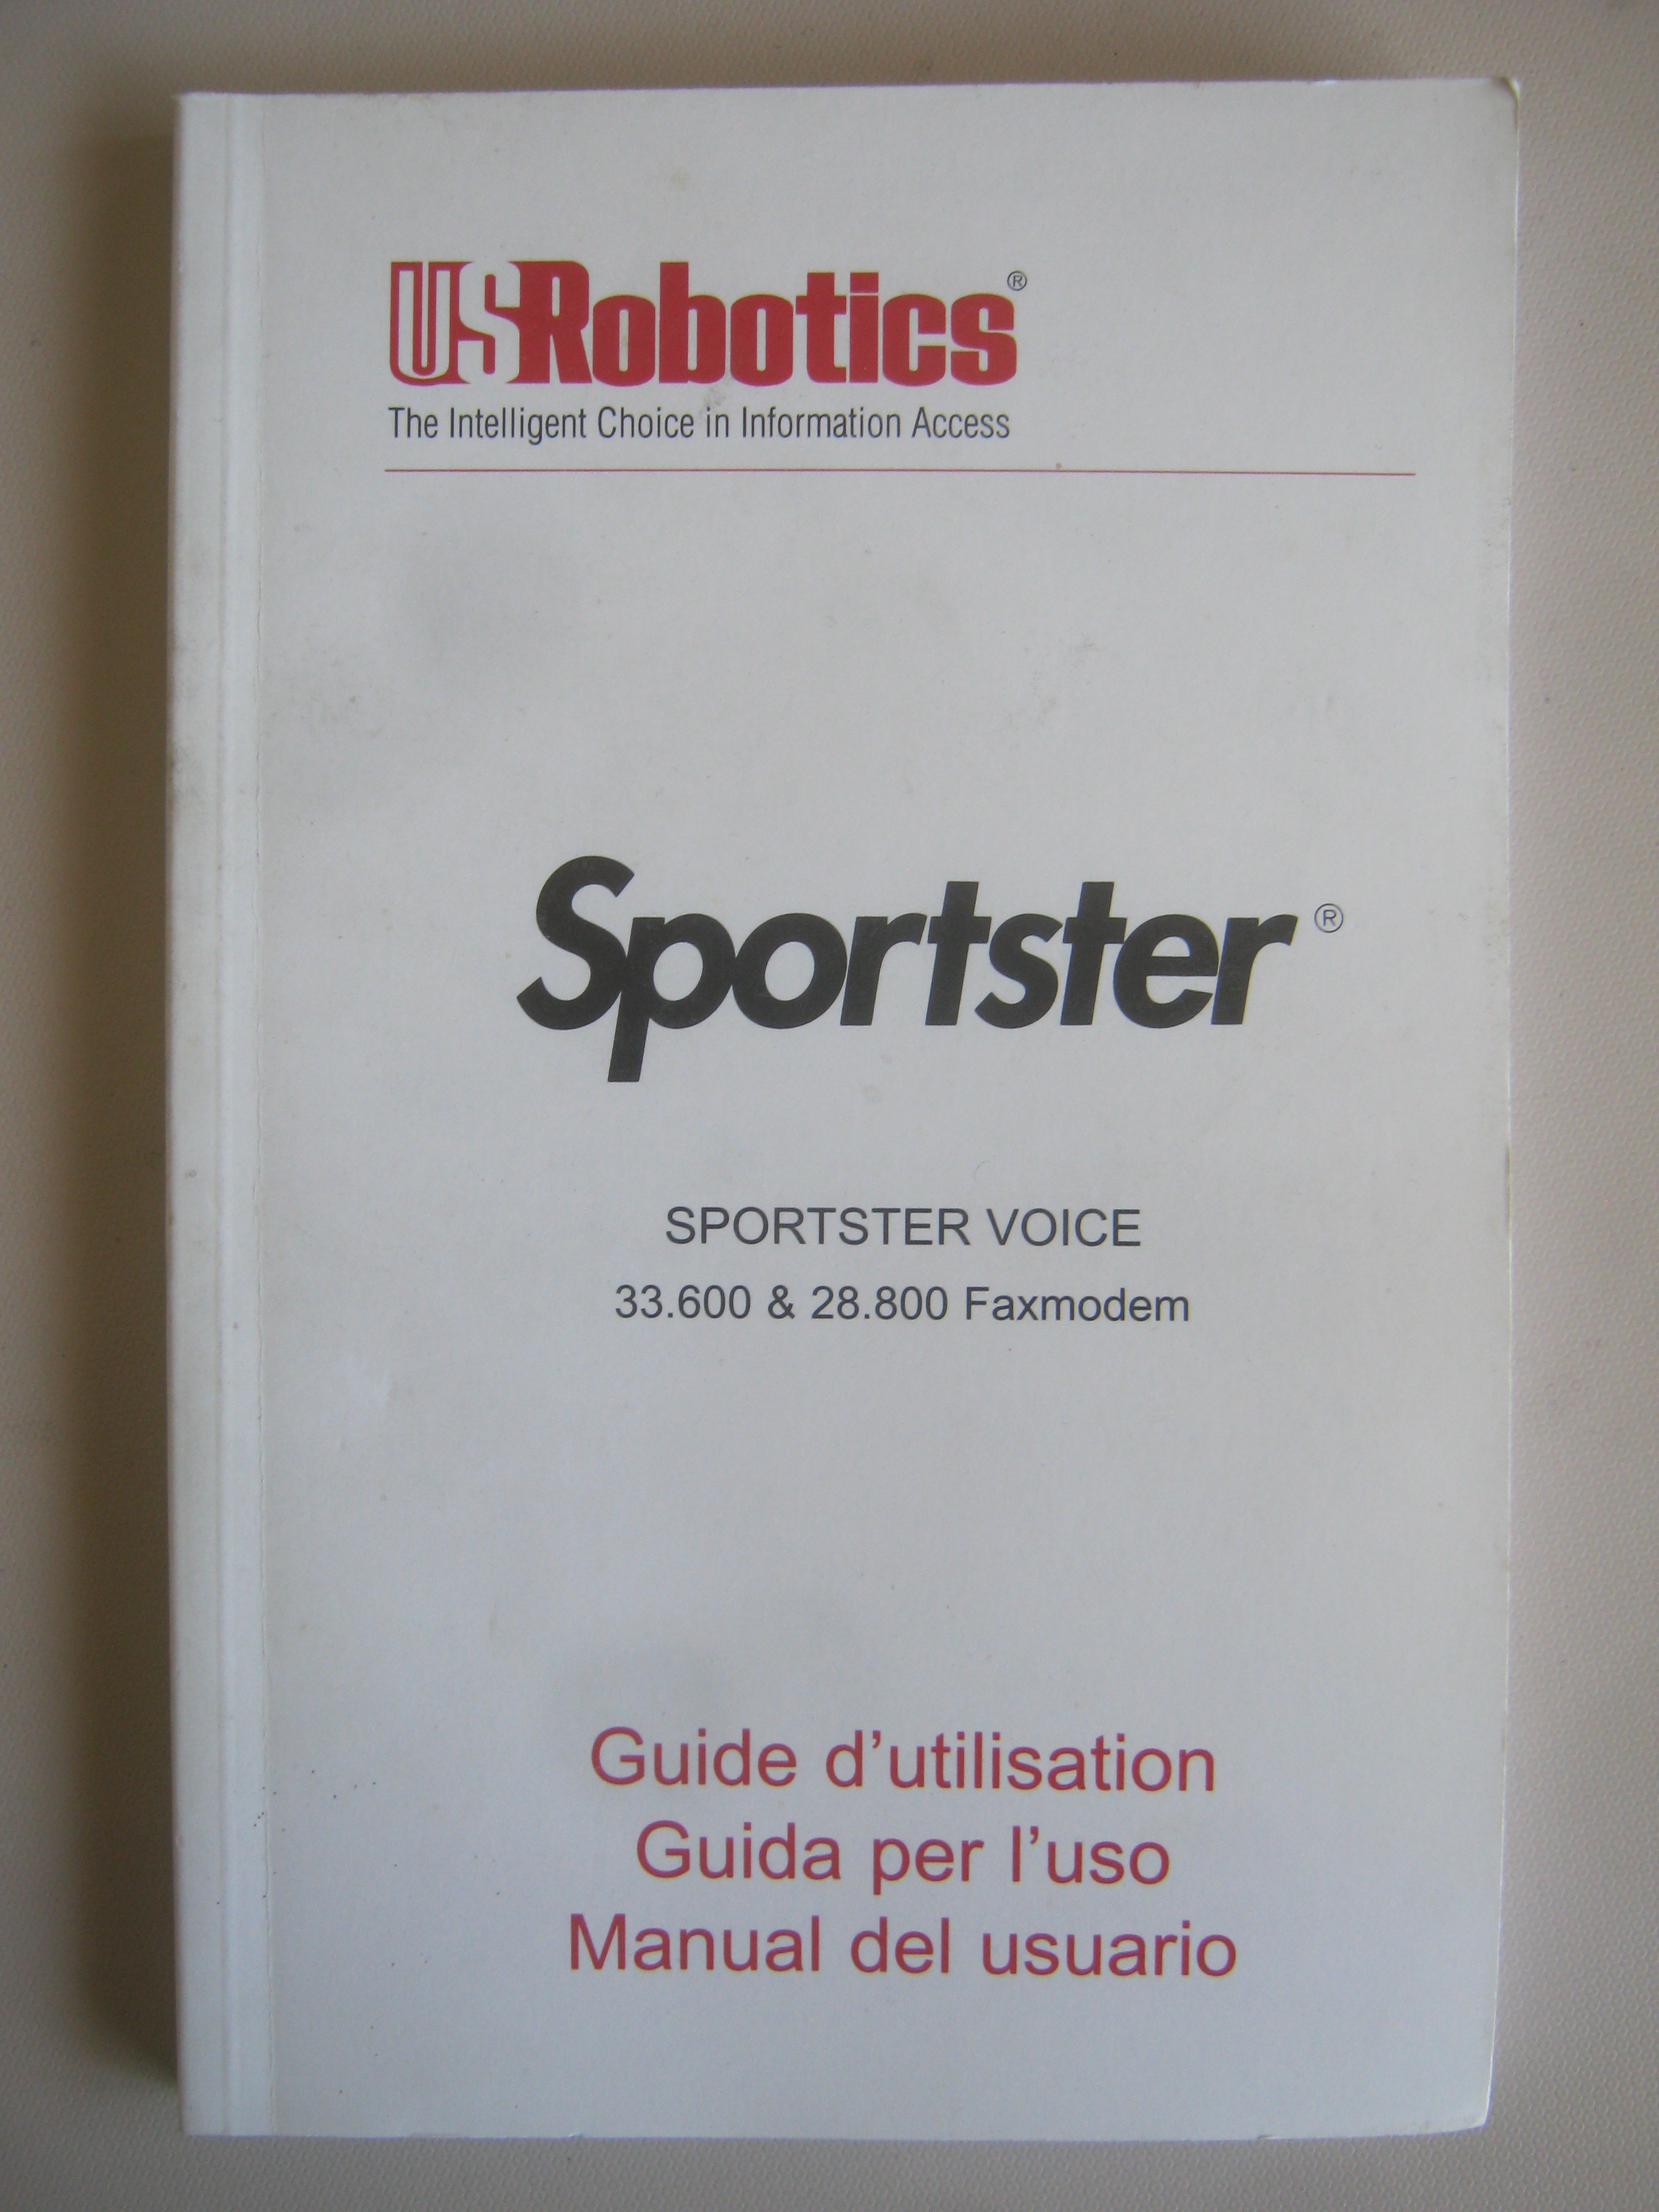 USRobotics®
The Intelligent Choice in Information Access
Sportster®
SPORTSTER VOICE
33.600 & 28.800 Faxmodem
Guide d’utilisation
Guida per l’uso
Manual del usuario